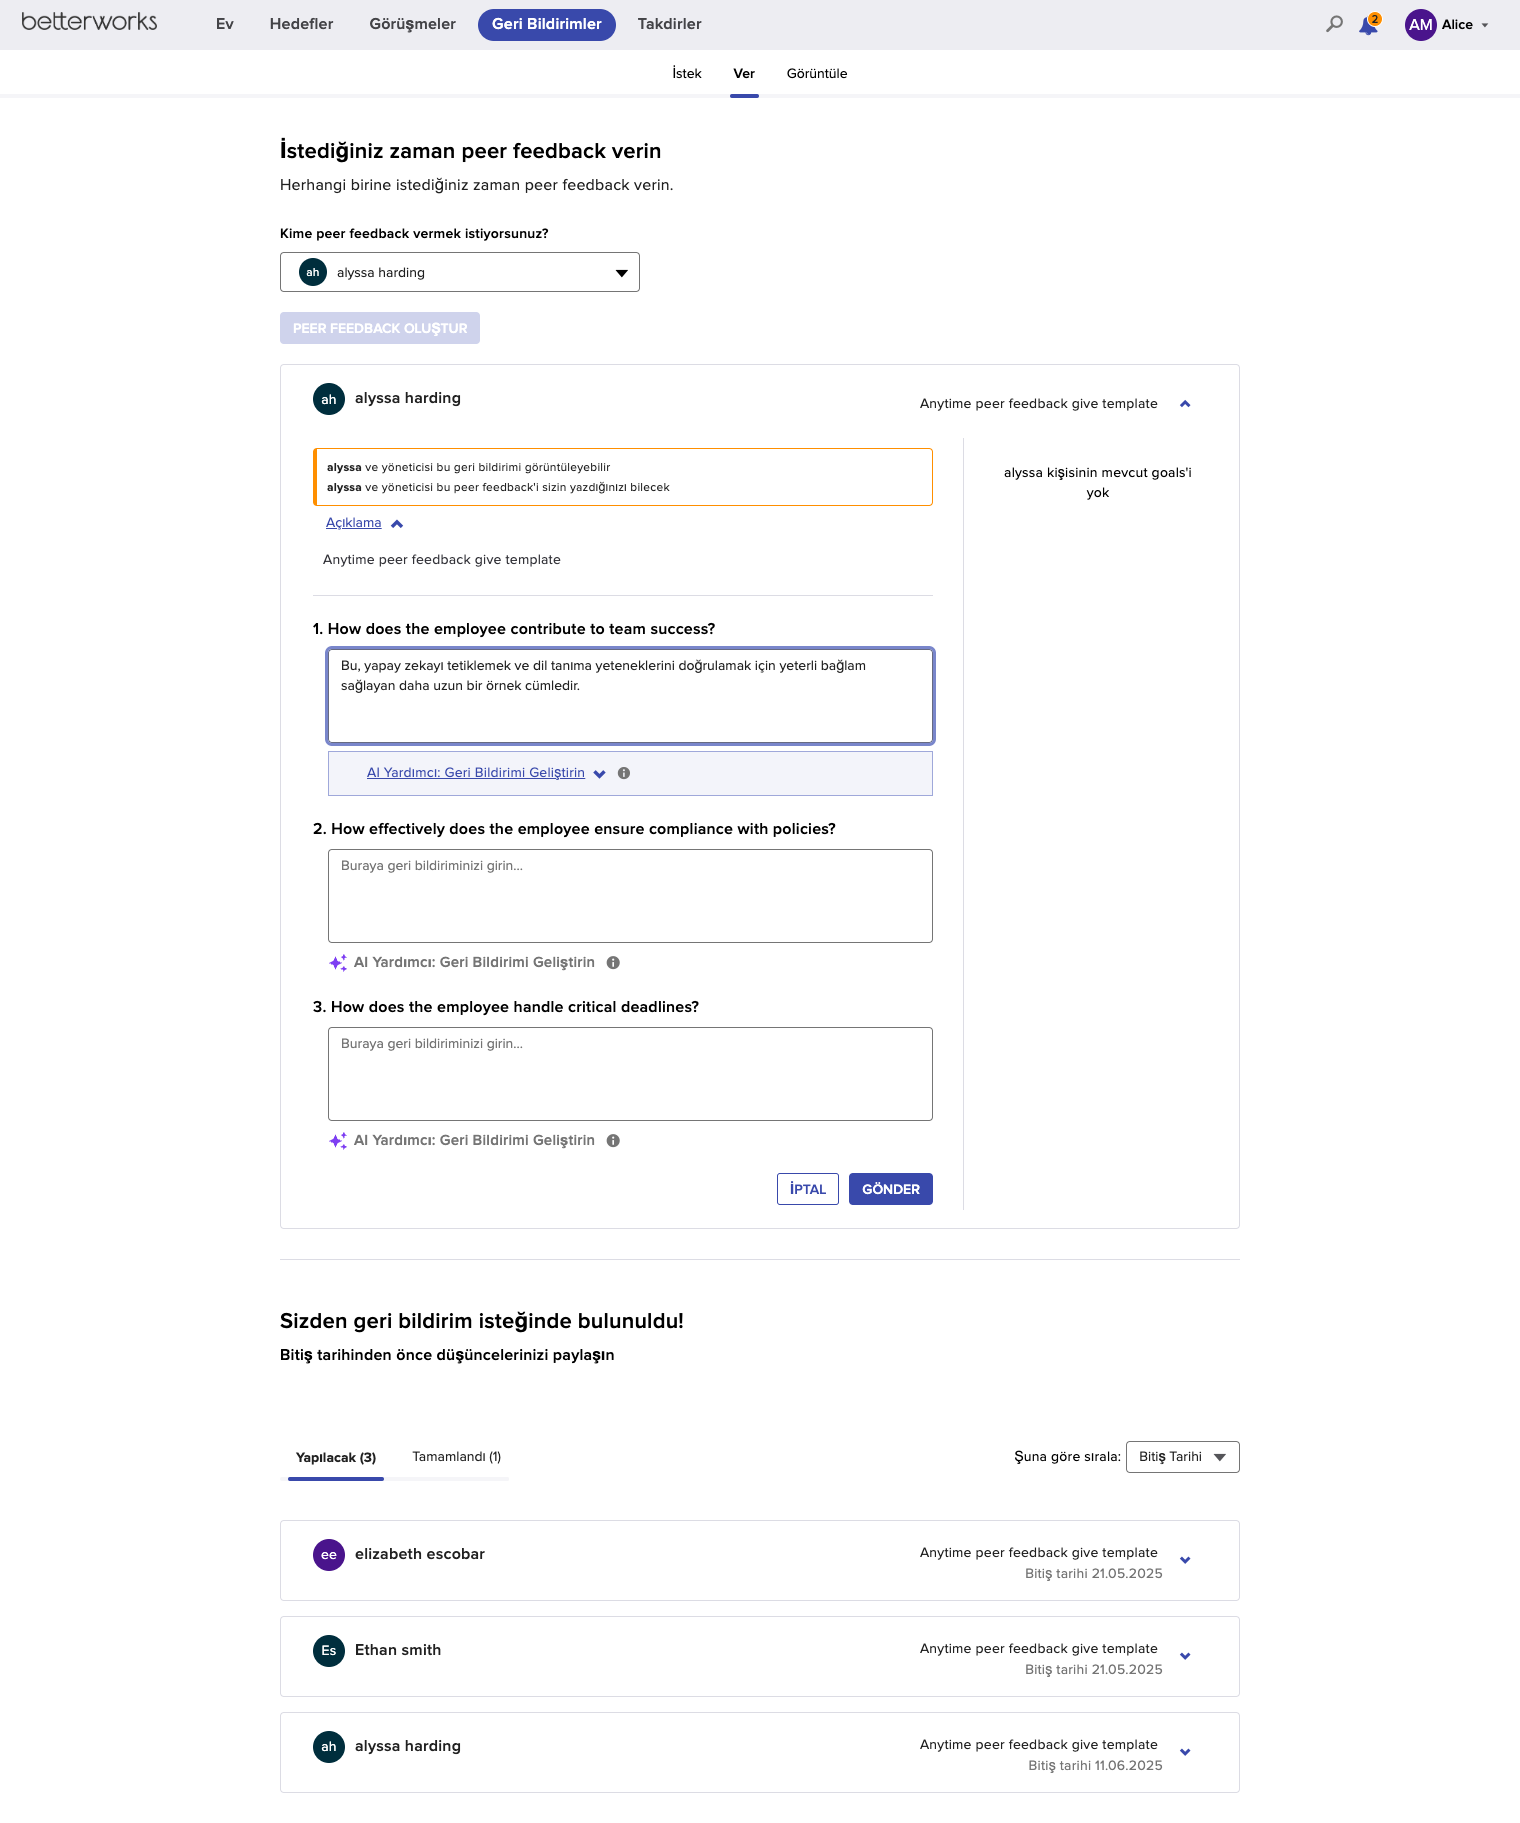 betterworks
Ev
Hedefler
Görüşmeler
Geri Bildirimler
Takdirler
2
AM
Alice
İstek
Ver
Görüntüle
İstediğiniz zaman peer feedback verin
Herhangi birine istediğiniz zaman peer feedback verin.
Kime peer feedback vermek istiyorsunuz?
ah
alyssa harding
PEER FEEDBACK OLUŞTUR
ah
alyssa harding
Anytime peer feedback give template
alyssa ve yöneticisi bu geri bildirimi görüntüleyebilir
alyssa ve yöneticisi bu peer feedback'i sizin yazdığınızı bilecek
alyssa kişisinin mevcut goals'i
yok
Açıklama
Anytime peer feedback give template
1. How does the employee contribute to team success?
Bu, yapay zekayı tetiklemek ve dil tanıma yeteneklerini doğrulamak için yeterli bağlam
sağlayan daha uzun bir örnek cümledir.
AI Yardımcı: Geri Bildirimi Geliştirin
2. How effectively does the employee ensure compliance with policies?
Buraya geri bildiriminizi girin...
AI Yardımcı: Geri Bildirimi Geliştirin
3. How does the employee handle critical deadlines?
Buraya geri bildiriminizi girin...
AI Yardımcı: Geri Bildirimi Geliştirin
İPTAL
GÖNDER
Sizden geri bildirim isteğinde bulunuldu!
Bitiş tarihinden önce düşüncelerinizi paylaşın
Yapılacak (3)
Tamamlandı (1)
Şuna göre sırala:
Bitiş Tarihi
ee
elizabeth escobar
Anytime peer feedback give template
Bitiş tarihi 21.05.2025
Es
Ethan smith
Anytime peer feedback give template
Bitiş tarihi 21.05.2025
ah
alyssa harding
Anytime peer feedback give template
Bitiş tarihi 11.06.2025